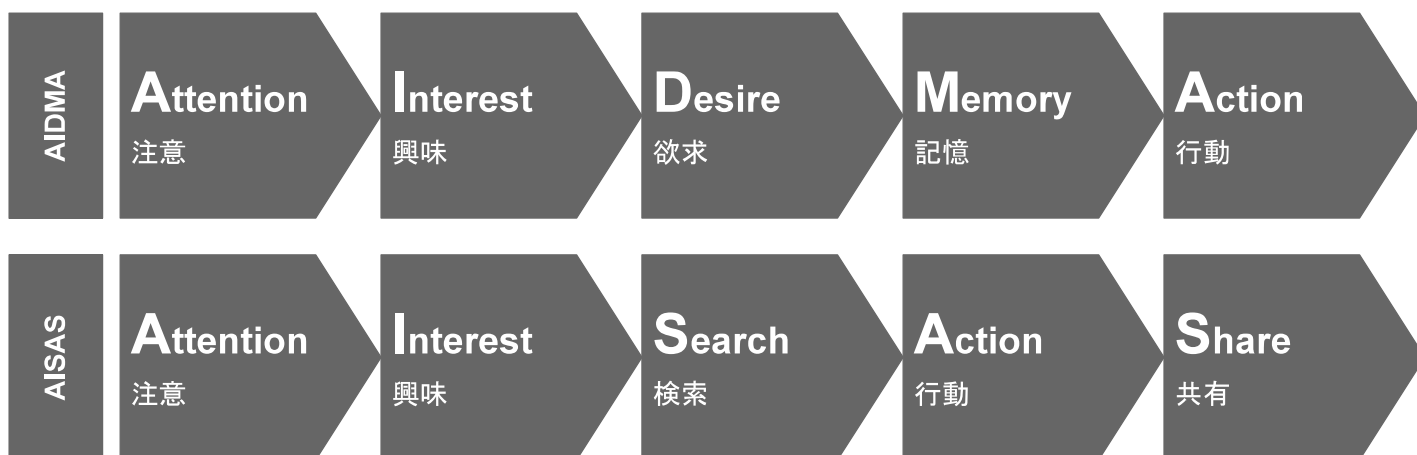 AIDMA
Attention
注意
Interest
興味
Desire
欲求
Memory
記憶
Action
行動
AISAS
Attention
注意
Interest
興味
Search
検索
Action
行動
Share
共有